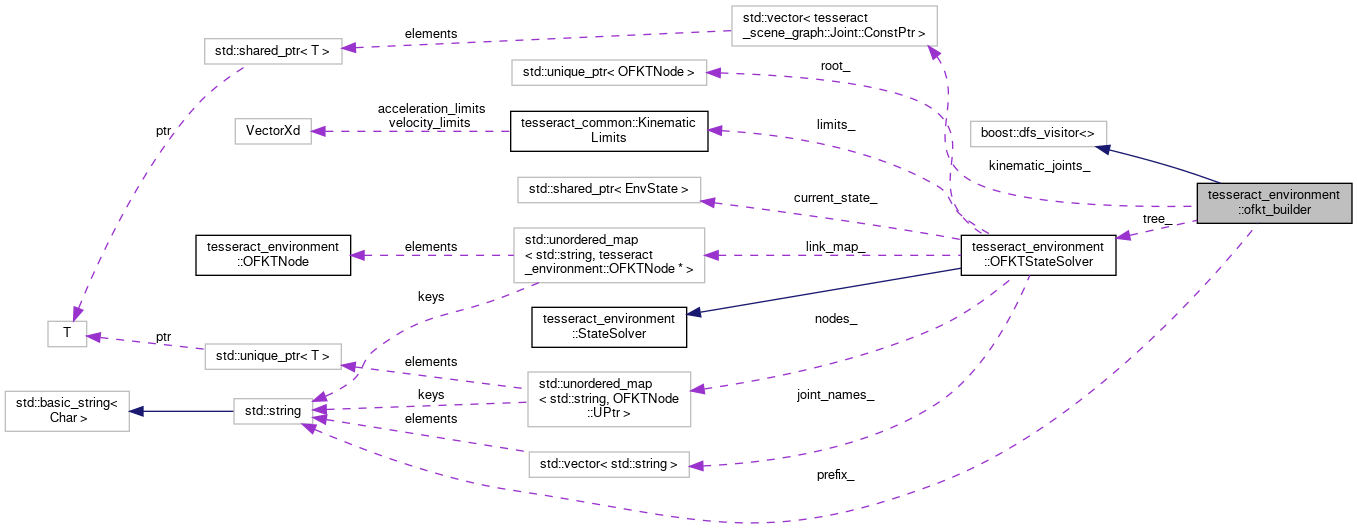 std::vector< tesseract
_scene_graph::Joint::ConstPtr >
elements
std::shared_ptr< T >
std::unique_ptr< OFKTNode >
root_
acceleration_limits
velocity_limits
VectorXd
tesseract_common::Kinematic
Limits
limits_
boost::dfs_visitor<>
kinematic_joints_
ptr
std::shared_ptr< EnvState >
current_state_
tesseract_environment
::ofkt_builder
tree_
tesseract_environment
::OFKTNode
elements
std::unordered_map
< std::string, tesseract
_environment::OFKTNode * >
link_map_
tesseract_environment
::OFKTStateSolver
keys
tesseract_environment
::StateSolver
nodes_
T
ptr
std::unique_ptr< T >
elements
std::unordered_map
< std::string, OFKTNode
::UPtr >
keys
joint_names_
std::basic_string<
Char >
std::string
elements
std::vector< std::string >
prefix_